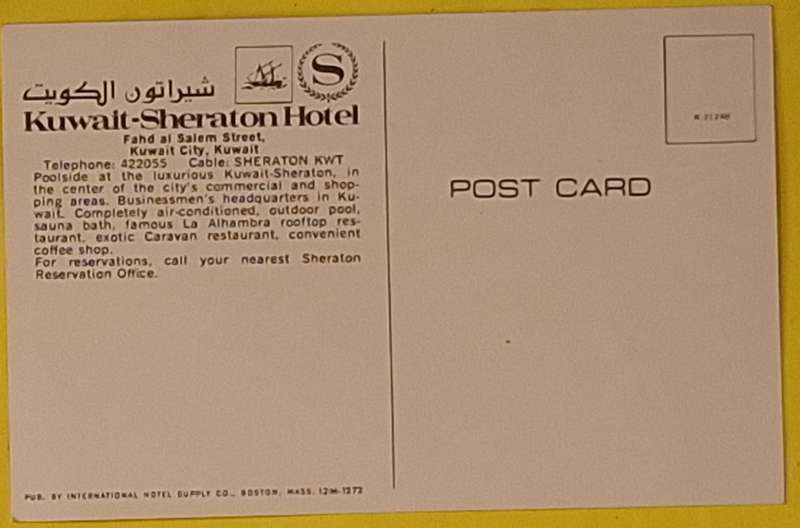 شيراتون الكويت
S
Kuwait-Sheraton Hotel
Fahd al Salem Street,
Kuwait City, Kuwait
Telephone: 422055 Cable: SHERATON KWT
Poolside at the luxurious Kuwait-Sheraton, in
the center of the city's commercial and shop-
ping areas. Businessmen's headquarters in Ku-
wait. Completely air-conditioned, outdoor pool,
sauna bath, famous La Alhambra rooftop res-
taurant, exotic Caravan restaurant, convenient
coffee shop.
For reservations, call your nearest Sheraton
Reservation Office.
PUB. BY INTERNATIONAL HOTEL SUPPLY CO., BOSTON, MASS. 12M-1272
POST CARD